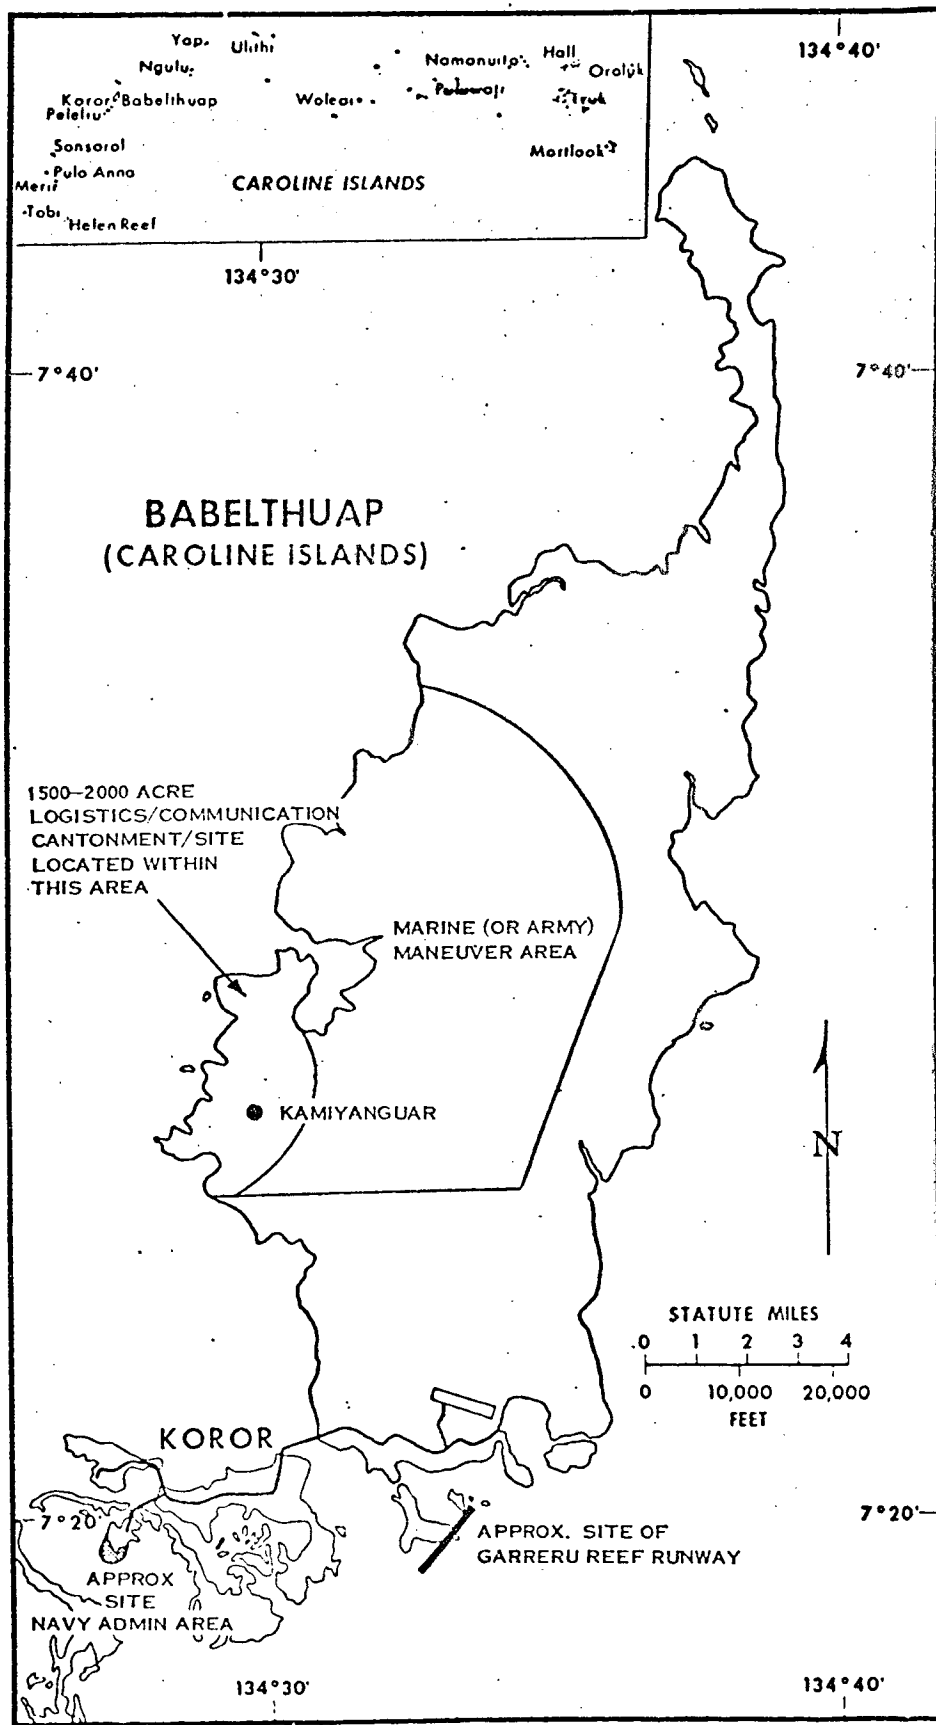 Yap
Ulithi
Ngulu
Koror
Babelthuap
Peleliu
Sonsorol
Pulo Anna
Merir
Tobi
Helen Reef
Woleai
Namonuito
Hall
Orolyk
Truk
Mortlock
CAROLINE ISLANDS
134°40'
134°30'
7°40'
7°40'
BABELTHUAP
(CAROLINE ISLANDS)
1500-2000 ACRE
LOGISTICS/COMMUNICATION
CANTONMENT/SITE
LOCATED WITHIN
THIS AREA
MARINE (OR ARMY)
MANEUVER AREA
KAMIYANGUAR
N
STATUTE MILES
0 1 2 3 4
0 10,000 20,000
FEET
KOROR
7°20'
7°20'
APPROX. SITE OF
GARRERU REEF RUNWAY
APPROX
SITE
NAVY ADMIN AREA
134°30'
134°40'